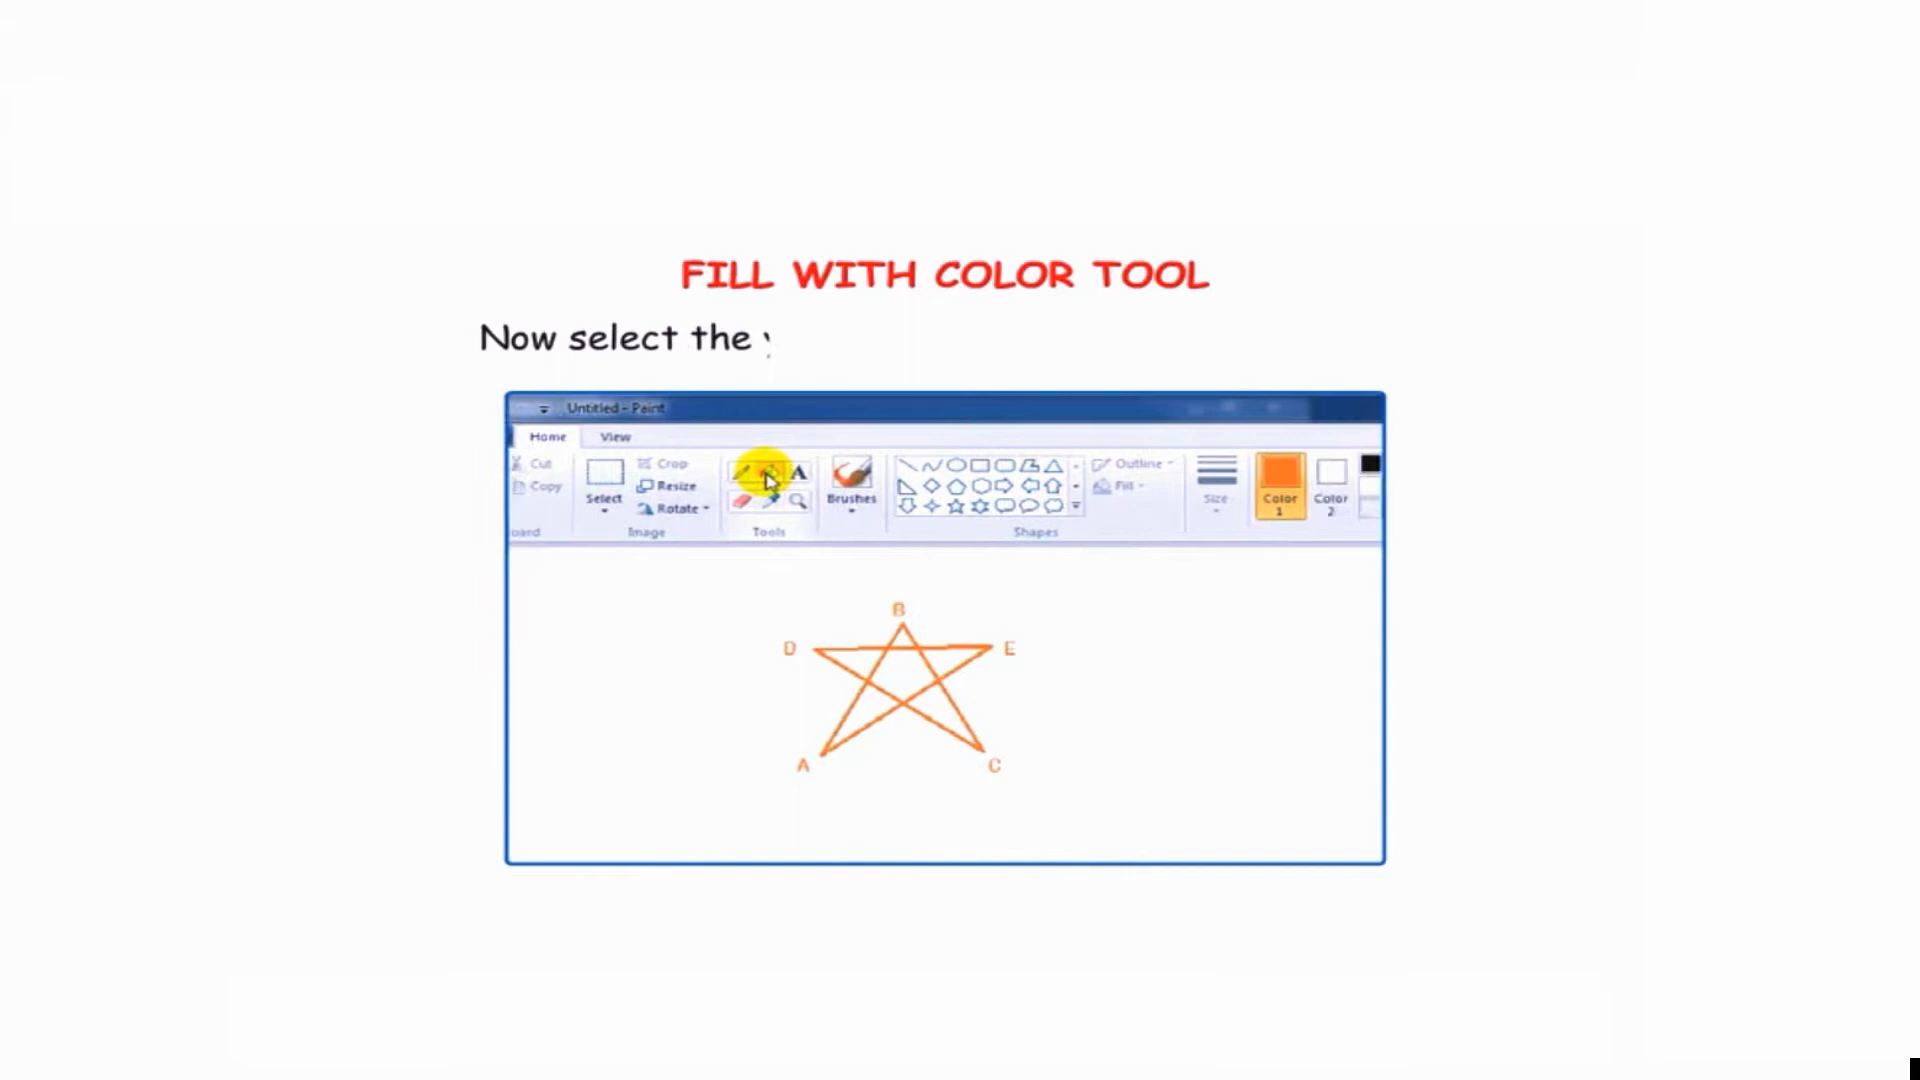 FILL WITH COLOR TOOL
Now select the
Untitled - Paint
Home View
Cut
Copy
Select
Crop
Resize
Rotate
Image
A
Tools
Brushes
Shapes
Outline
Fill
Size
Color 1
Color 2
B
D E
A C